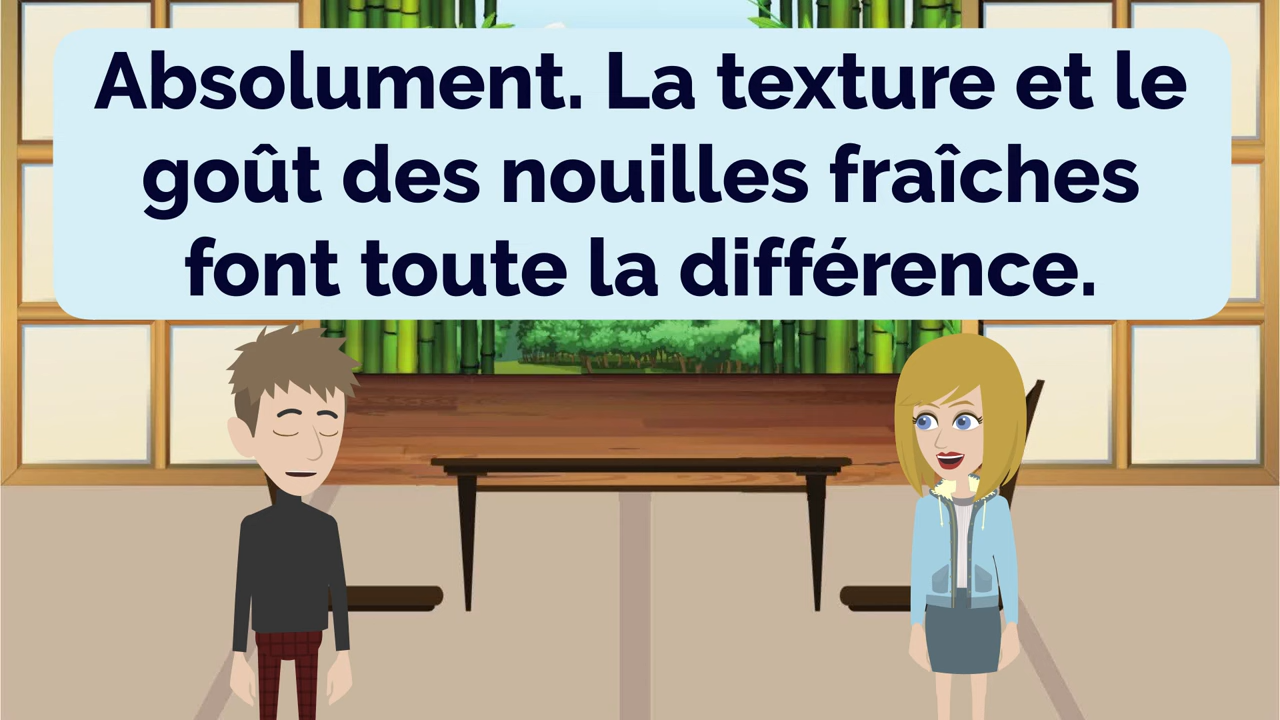 Absolument. La texture et le
goût des nouilles fraîches
font toute la différence.